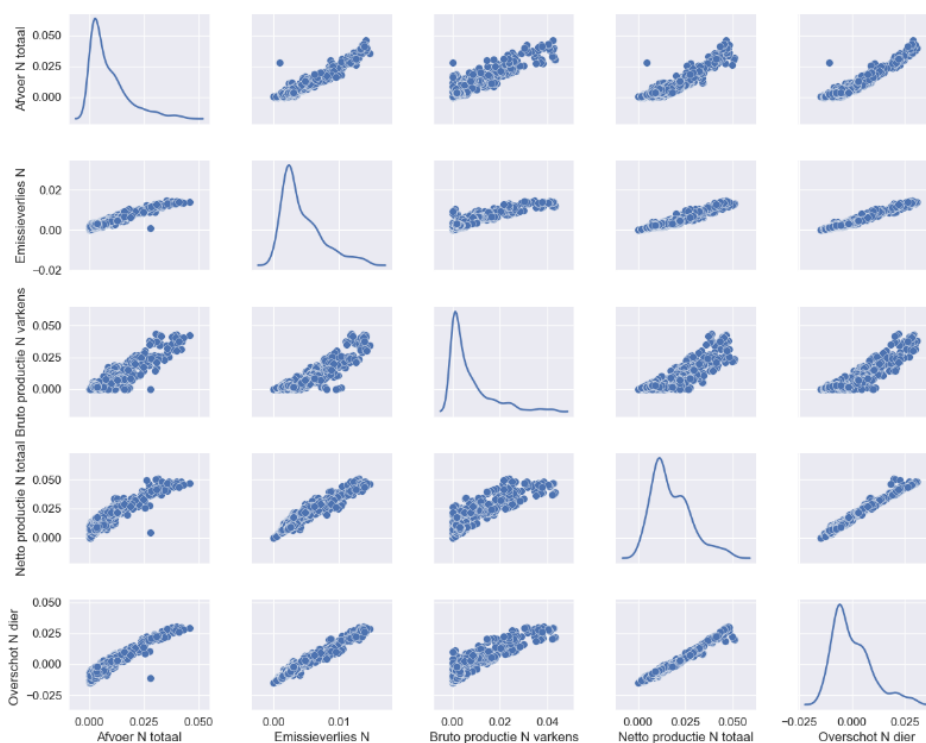 Afvoer N totaal
0.050
0.025
0.000
Emissieverlies N
0.02
0.00
−0.02
Bruto productie N varkens
0.050
0.025
0.000
Netto productie N totaal
0.050
0.025
0.000
Overschot N dier
0.050
0.025
0.000
−0.025
0.000 0.025 0.050 0.00 0.01 0.00 0.02 0.04 0.000 0.025 0.050 −0.025 0.000 0.025
Afvoer N totaal Emissieverlies N Bruto productie N varkens Netto productie N totaal Overschot N dier